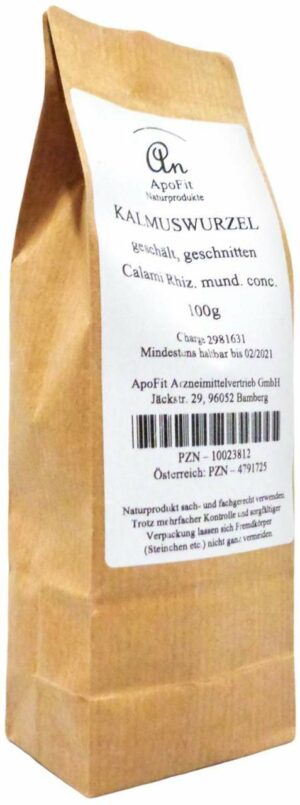 An
ApoFit
Naturprodukte
KALMUSWURZEL
geschält, geschnitten
Calami Rhiz. mund. conc.
100g
Charge 2981631
Mindestens haltbar bis 02/2021
ApoFit Arzneimittelvertrieb GmbH
Jäckstr. 29, 96052 Bamberg
PZN – 10023812
Österreich: PZN – 4791725
Naturprodukt sach- und fachgerecht verwenden.
Trotz mehrfacher Kontrolle und sorgfältiger
Verpackung lassen sich Fremdkörper
(Steinchen etc.) nicht ganz vermeiden.